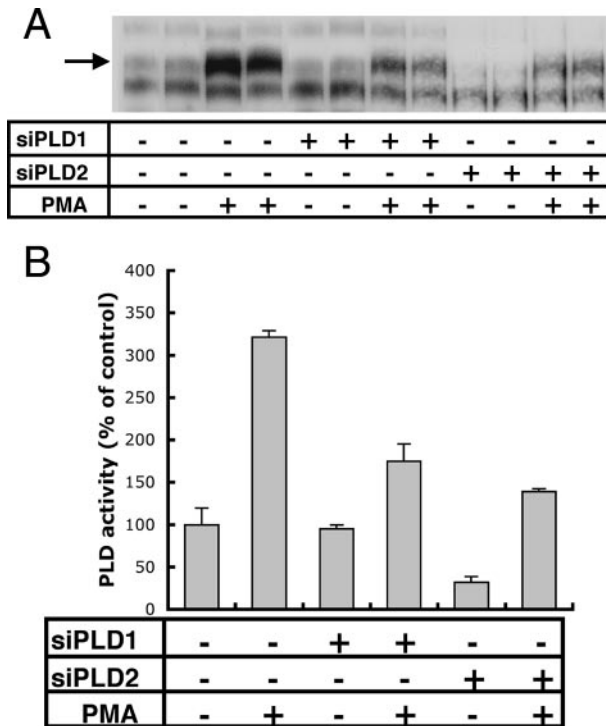 A
siPLD1 - - - - + + + + - - - -
siPLD2 - - - - - - - - + + + +
PMA - - + + - - + + - - + +
B
PLD activity (% of control)
400
350
300
250
200
150
100
50
0
siPLD1 - - + + - -
siPLD2 - - - - + +
PMA - + - + - +